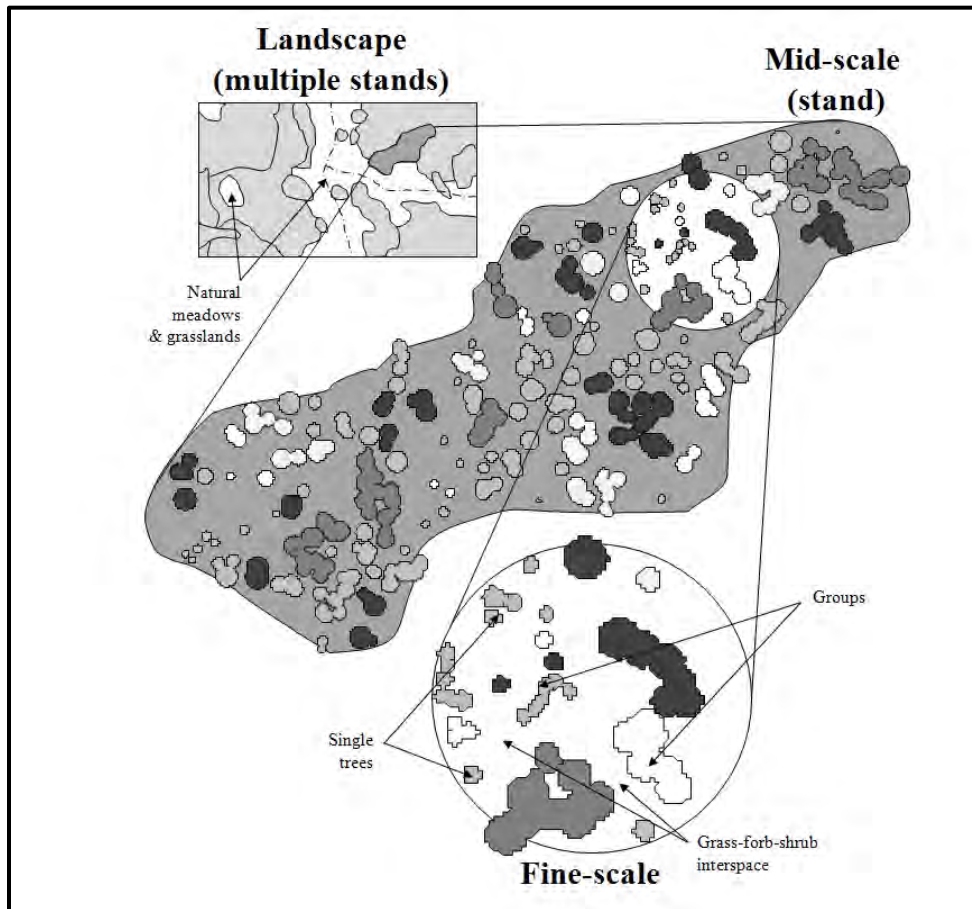 Landscape
(multiple stands)
Mid-scale
(stand)
Natural
meadows
& grasslands
Groups
Single
trees
Grass-forb-shrub
interspace
Fine-scale